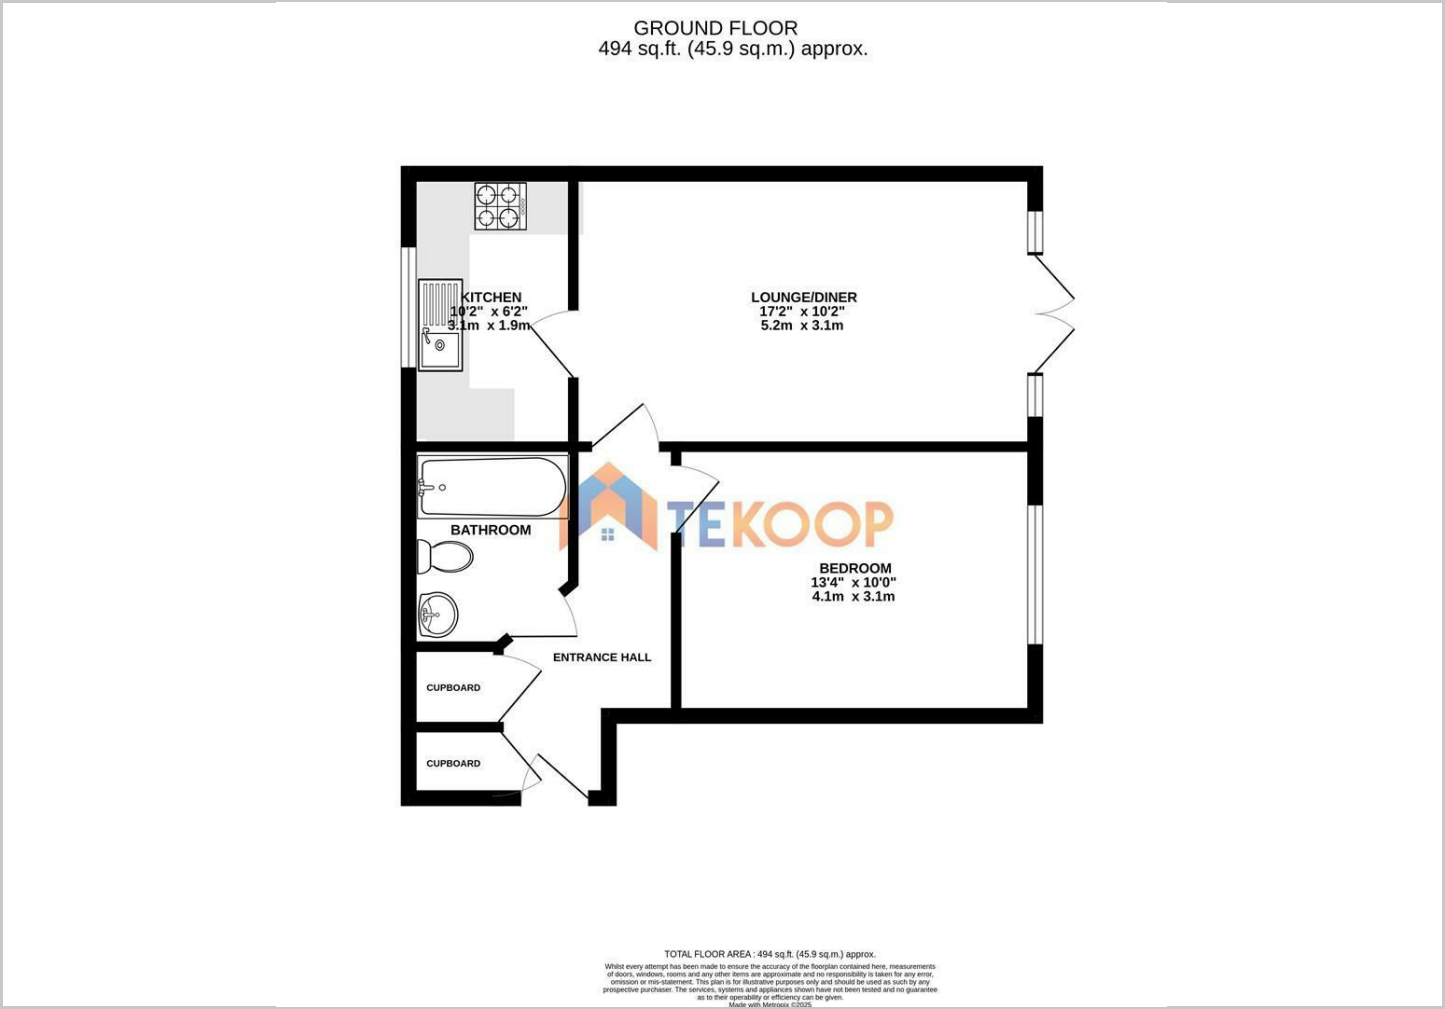 GROUND FLOOR
494 sq.ft. (45.9 sq.m.) approx.
KITCHEN
10'2" x 6'2"
3.1m x 1.9m
LOUNGE/DINER
17'2" x 10'2"
5.2m x 3.1m
TEKOOP
BATHROOM
BEDROOM
13'4" x 10'0"
4.1m x 3.1m
ENTRANCE HALL
CUPBOARD
CUPBOARD
TOTAL FLOOR AREA : 494 sq.ft. (45.9 sq.m.) approx.
Whilst every attempt has been made to ensure the accuracy of the floorplan contained here, measurements
of doors, windows, rooms and any other items are approximate and no responsibility is taken for any error,
omission or mis-statement. This plan is for illustrative purposes only and should be used as such by any
prospective purchaser. The services, systems and appliances shown have not been tested and no guarantee
as to their operability or efficiency can be given.
Made with Metropix ©2025